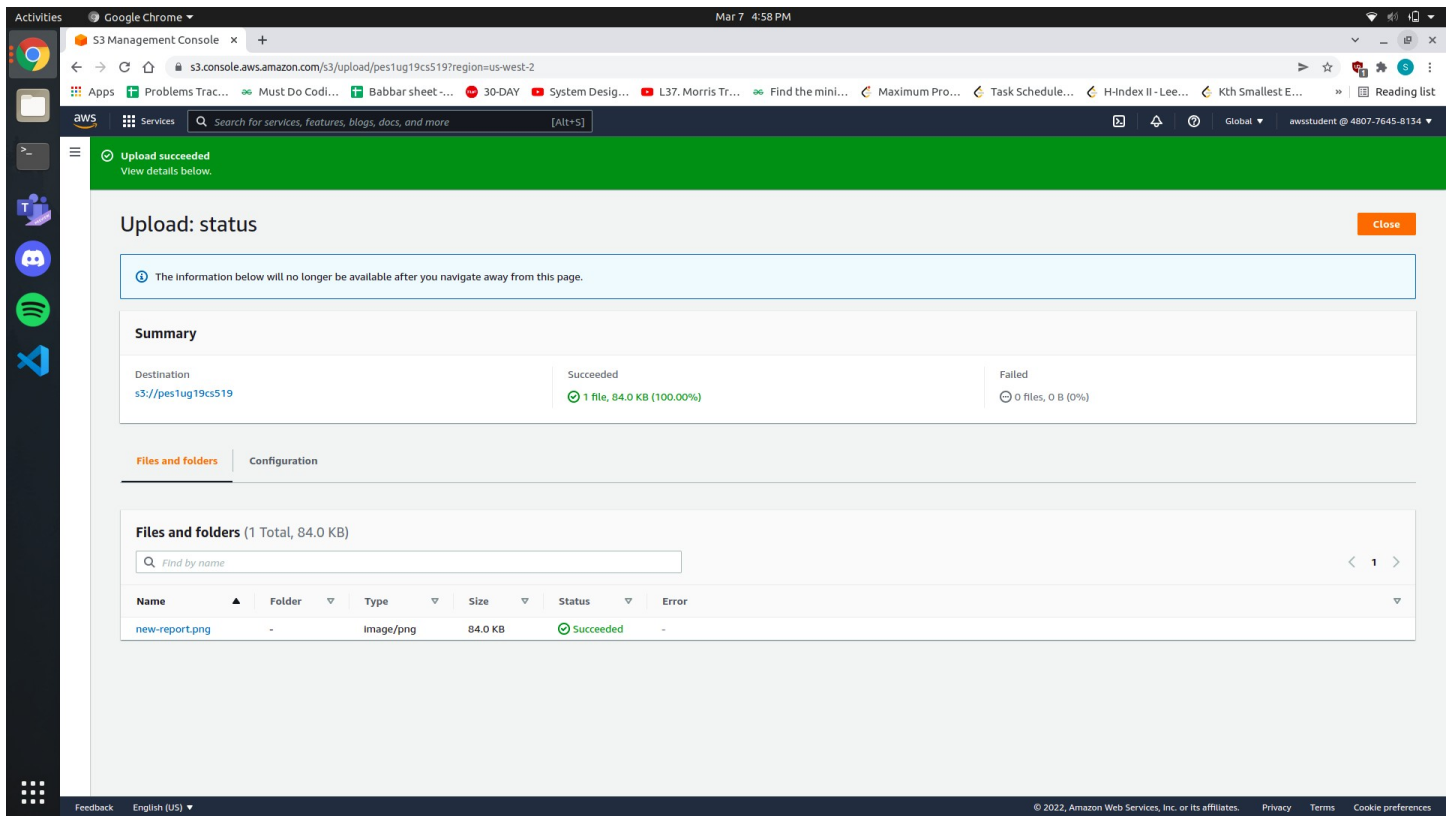 Activities Google Chrome Mar 7 4:58 PM
S3 Management Console
s3.console.aws.amazon.com/s3/upload/pes1ug19cs519?region=us-west-2
Apps Problems Trac... Must Do Codi... Babbar sheet -... 30-DAY System Desig... L37. Morris Tr... Find the mini... Maximum Pro... Task Schedule... H-Index II - Lee... Kth Smallest E... » Reading list
aws Services Search for services, features, blogs, docs, and more [Alt+S] Global awsstudent @ 4807-7645-8134
Upload succeeded
View details below.
Upload: status Close
The information below will no longer be available after you navigate away from this page.
Summary
Destination Succeeded Failed
s3://pes1ug19cs519 1 file, 84.0 KB (100.00%) 0 files, 0 B (0%)
Files and folders Configuration
Files and folders (1 Total, 84.0 KB)
Find by name 1
Name Folder Type Size Status Error
new-report.png - image/png 84.0 KB Succeeded -
Feedback English (US) © 2022, Amazon Web Services, Inc. or its affiliates. Privacy Terms Cookie preferences